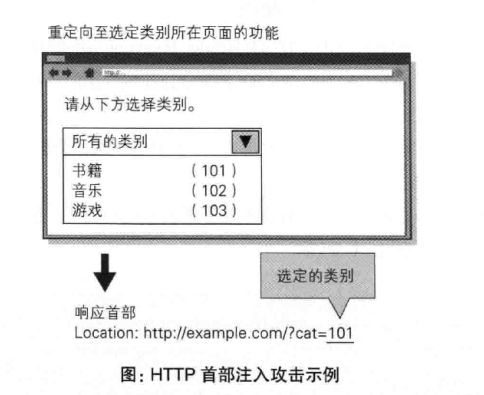 重定向至选定类别所在页面的功能
http://...
请从下方选择类别。
所有的类别
书籍 （101）
音乐 （102）
游戏 （103）
选定的类别
响应首部
Location: http://example.com/?cat=101
图：HTTP 首部注入攻击示例